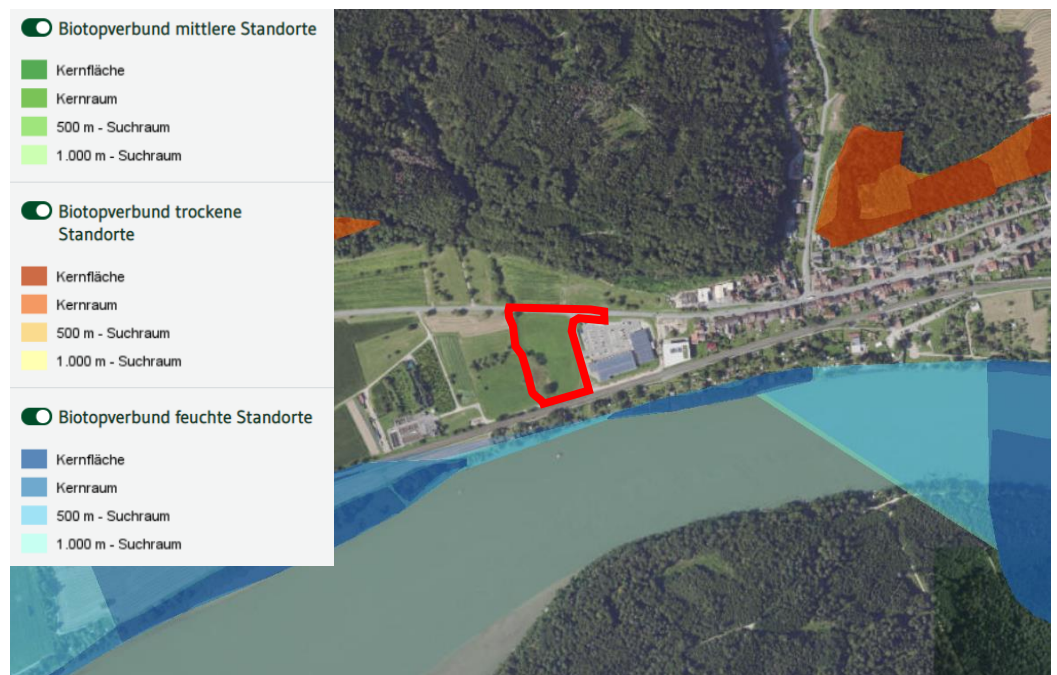 Biotopverbund mittlere Standorte
Kernfläche
Kernraum
500 m - Suchraum
1.000 m - Suchraum
Biotopverbund trockene
Standorte
Kernfläche
Kernraum
500 m - Suchraum
1.000 m - Suchraum
Biotopverbund feuchte Standorte
Kernfläche
Kernraum
500 m - Suchraum
1.000 m - Suchraum